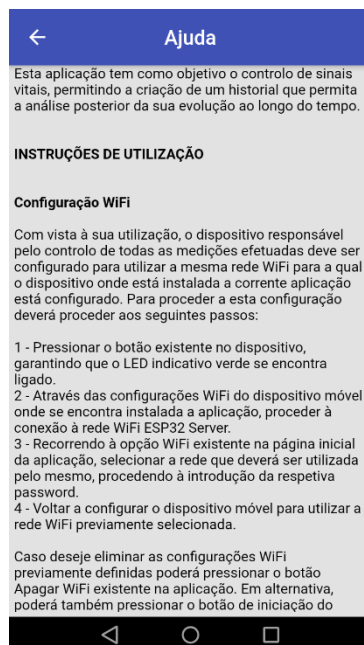 Ajuda
Esta aplicação tem como objetivo o controlo de sinais
vitais, permitindo a criação de um historial que permita
a análise posterior da sua evolução ao longo do tempo.
INSTRUÇÕES DE UTILIZAÇÃO
Configuração WiFi
Com vista à sua utilização, o dispositivo responsável
pelo controlo de todas as medições efetuadas deve ser
configurado para utilizar a mesma rede WiFi para a qual
o dispositivo onde está instalada a corrente aplicação
está configurado. Para proceder a esta configuração
deverá proceder aos seguintes passos:
1 - Pressionar o botão existente no dispositivo,
garantindo que o LED indicativo verde se encontra
ligado.
2 - Através das configurações WiFi do dispositivo móvel
onde se encontra instalada a aplicação, proceder à
conexão à rede WiFi ESP32 Server.
3 - Recorrendo à opção WiFi existente na página inicial
da aplicação, selecionar a rede que deverá ser utilizada
pelo mesmo, procedendo à introdução da respetiva
password.
4 - Voltar a configurar o dispositivo móvel para utilizar a
rede WiFi previamente selecionada.
Caso deseje eliminar as configurações WiFi
previamente definidas poderá pressionar o botão
Apagar WiFi existente na aplicação. Em alternativa,
poderá também pressionar o botão de iniciação do